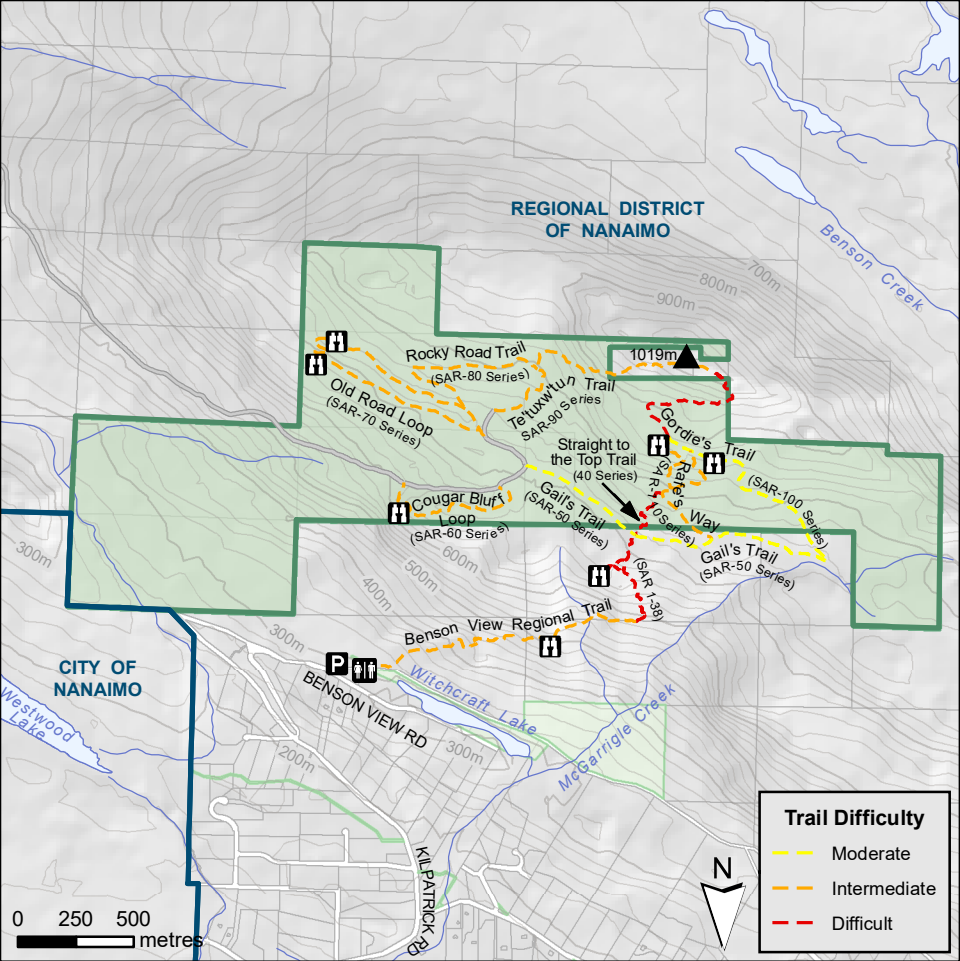 REGIONAL DISTRICT
OF NANAIMO
Benson Creek
700m
800m
900m
1019m
Rocky Road Trail
(SAR-80 Series)
Te'tuxw'tun Trail
SAR-90 Series
Old Road Loop
(SAR-70 Series)
Gordie's Trail
(SAR-100 Series)
Straight to
the Top Trail
(40 Series)
Rafe's Way
Gail's Trail
(SAR-50 Series)
Cougar Bluff
Loop
(SAR-60 Series)
Gail's Trail
(SAR-50 Series)
(SAR 1-38)
300m
600m
500m
400m
300m
Benson View Regional Trail
P
CITY OF
NANAIMO
Westwood
Lake
BENSON VIEW RD
Witchcraft Lake
McGarrigle Creek
300m
200m
KILPATRICK RD
N
0 250 500
metres
Trail Difficulty
Moderate
Intermediate
Difficult